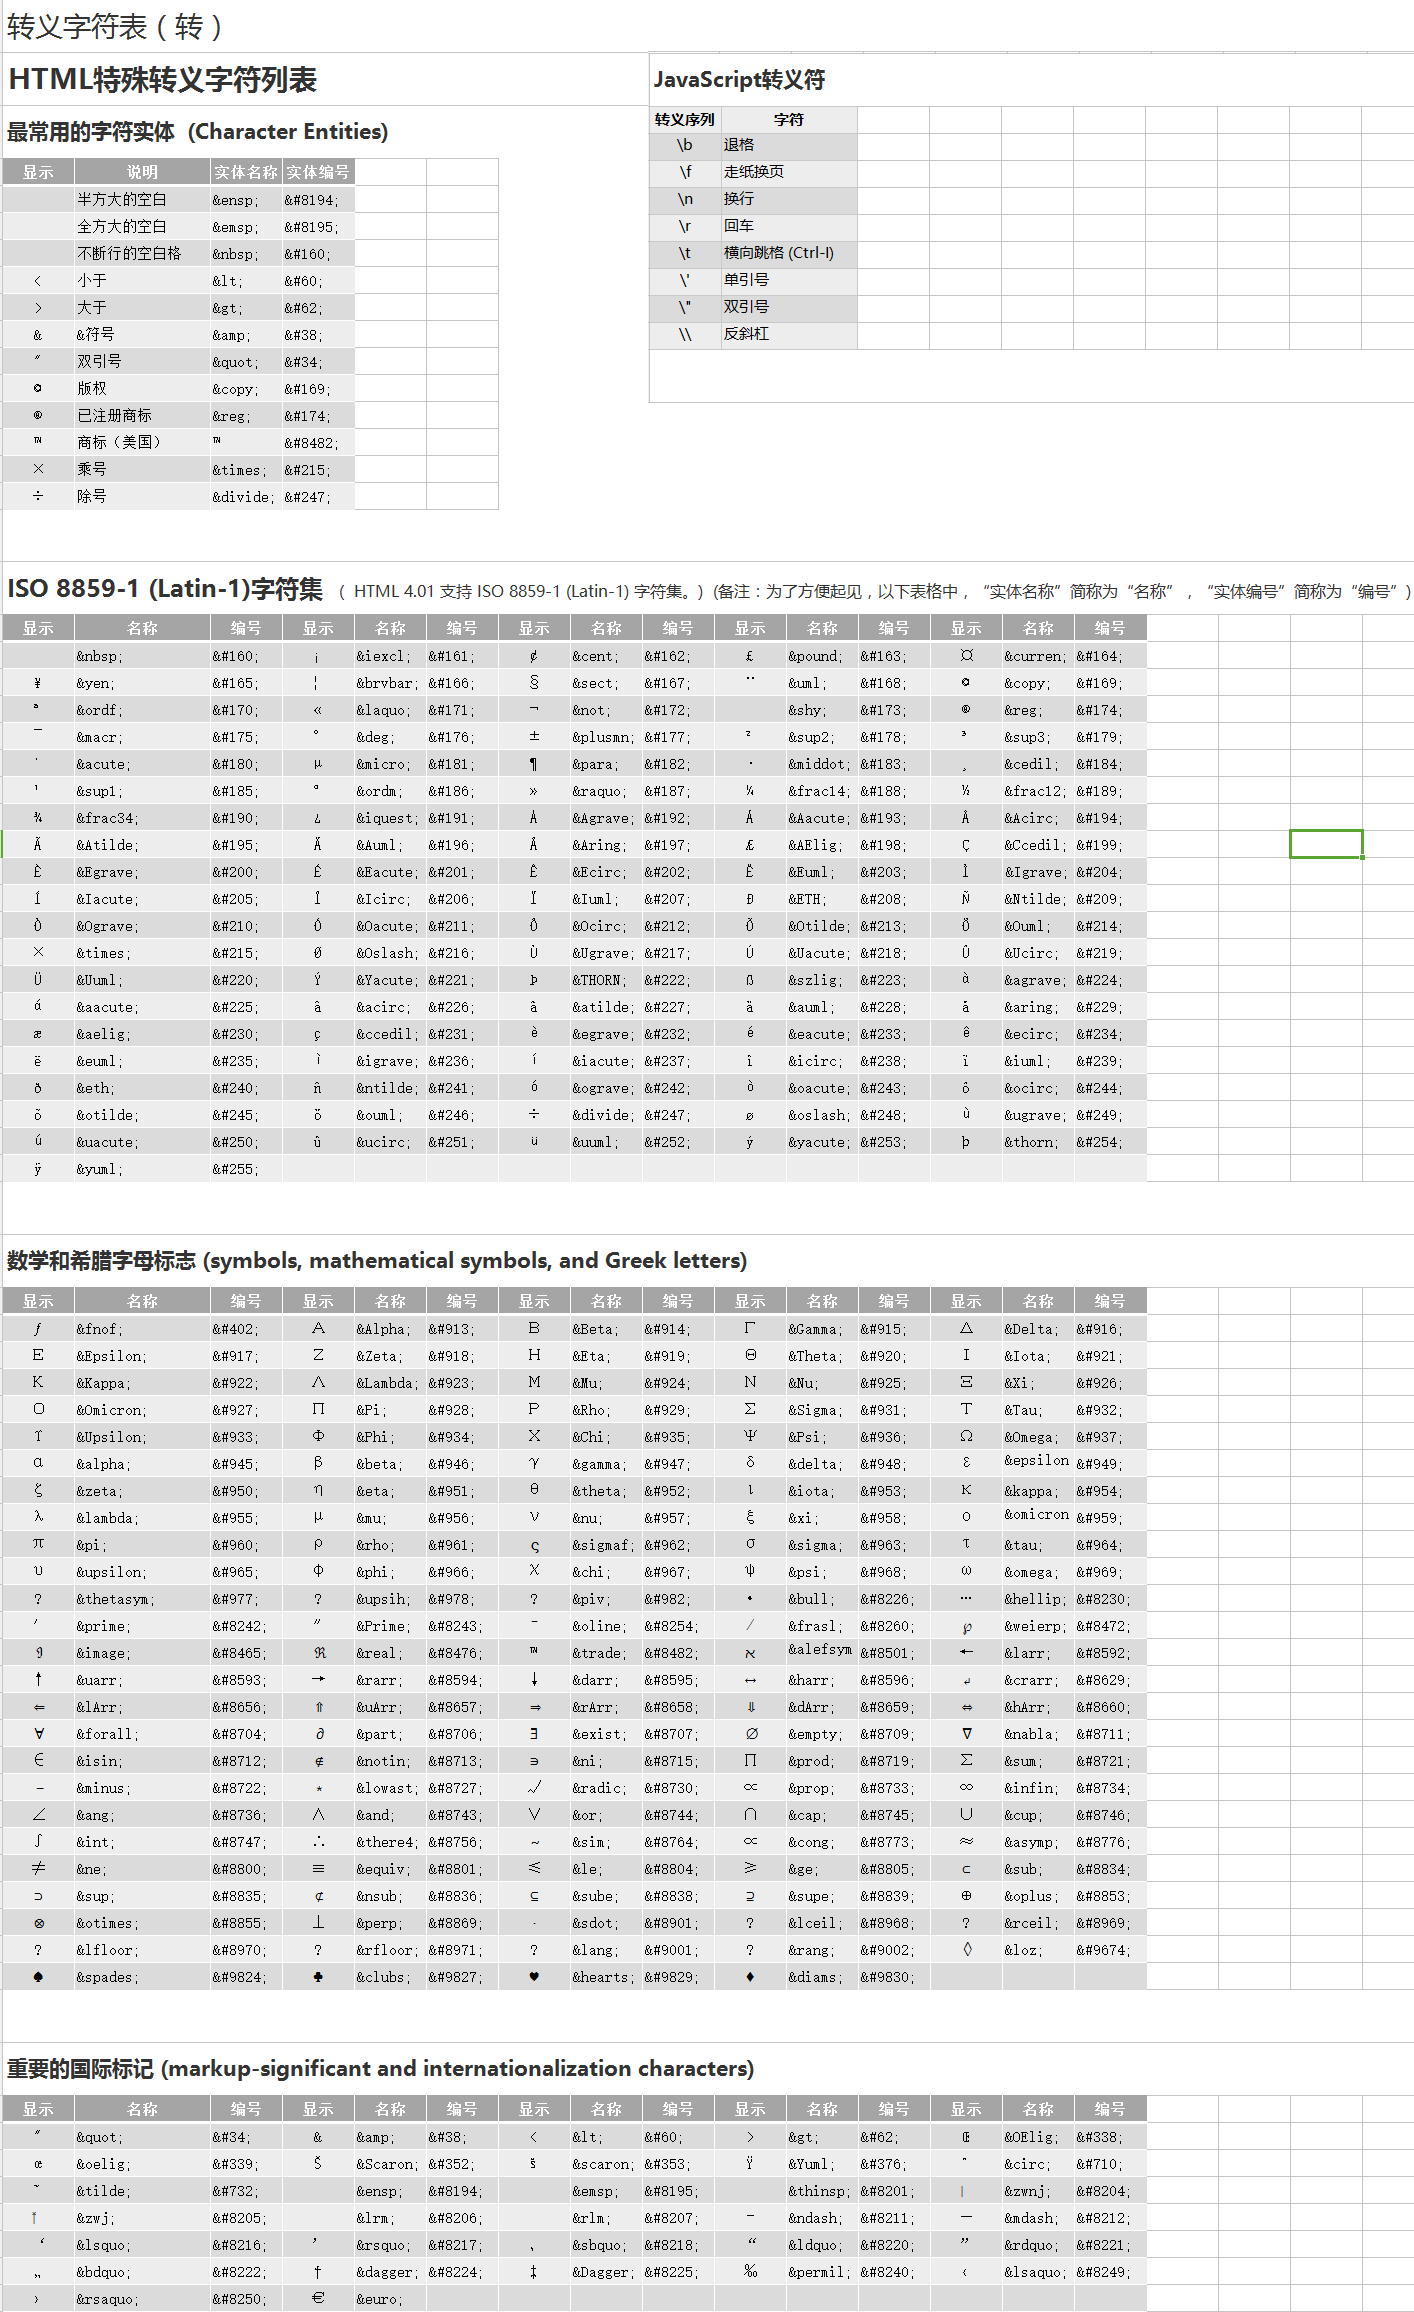 转义字符表（转）
HTML特殊转义字符列表
最常用的字符实体 (Character Entities)
显示 说明 实体名称 实体编号
半方大的空白 &ensp; &#8194;
全方大的空白 &emsp; &#8195;
不断行的空白格 &nbsp; &#160;
< 小于 &lt; &#60;
> 大于 &gt; &#62;
& &符号 &amp; &#38;
" 双引号 &quot; &#34;
© 版权 &copy; &#169;
® 已注册商标 &reg; &#174;
™ 商标（美国） ™ &#8482;
× 乘号 &times; &#215;
÷ 除号 &divide; &#247;
JavaScript转义符
转义序列 字符
\b 退格
\f 走纸换页
\n 换行
\r 回车
\t 横向跳格 (Ctrl-I)
\' 单引号
\" 双引号
\\ 反斜杠
ISO 8859-1 (Latin-1)字符集 （ HTML 4.01 支持 ISO 8859-1 (Latin-1) 字符集。）(备注：为了方便起见，以下表格中，“实体名称”简称为“名称”，“实体编号”简称为“编号”)
显示 名称 编号 显示 名称 编号 显示 名称 编号 显示 名称 编号 显示 名称 编号
&nbsp; &#160; ¡ &iexcl; &#161; ¢ &cent; &#162; £ &pound; &#163; ¤ &curren; &#164;
¥ &yen; &#165; ¦ &brvbar; &#166; § &sect; &#167; ¨ &uml; &#168; © &copy; &#169;
ª &ordf; &#170; « &laquo; &#171; ¬ &not; &#172; &shy; &#173; ® &reg; &#174;
¯ &macr; &#175; ° &deg; &#176; ± &plusmn; &#177; ² &sup2; &#178; ³ &sup3; &#179;
´ &acute; &#180; µ &micro; &#181; ¶ &para; &#182; · &middot; &#183; ¸ &cedil; &#184;
¹ &sup1; &#185; º &ordm; &#186; » &raquo; &#187; ¼ &frac14; &#188; ½ &frac12; &#189;
¾ &frac34; &#190; ¿ &iquest; &#191; À &Agrave; &#192; Á &Aacute; &#193; Â &Acirc; &#194;
Ã &Atilde; &#195; Ä &Auml; &#196; Å &Aring; &#197; Æ &AElig; &#198; Ç &Ccedil; &#199;
È &Egrave; &#200; É &Eacute; &#201; Ê &Ecirc; &#202; Ë &Euml; &#203; Ì &Igrave; &#204;
Í &Iacute; &#205; Î &Icirc; &#206; Ï &Iuml; &#207; Ð &ETH; &#208; Ñ &Ntilde; &#209;
Ò &Ograve; &#210; Ó &Oacute; &#211; Ô &Ocirc; &#212; Õ &Otilde; &#213; Ö &Ouml; &#214;
× &times; &#215; Ø &Oslash; &#216; Ù &Ugrave; &#217; Ú &Uacute; &#218; Û &Ucirc; &#219;
Ü &Uuml; &#220; Ý &Yacute; &#221; Þ &THORN; &#222; ß &szlig; &#223; à &agrave; &#224;
á &aacute; &#225; â &acirc; &#226; ã &atilde; &#227; ä &auml; &#228; å &aring; &#229;
æ &aelig; &#230; ç &ccedil; &#231; è &egrave; &#232; é &eacute; &#233; ê &ecirc; &#234;
ë &euml; &#235; ì &igrave; &#236; í &iacute; &#237; î &icirc; &#238; ï &iuml; &#239;
ð &eth; &#240; ñ &ntilde; &#241; ó &ograve; &#242; ò &oacute; &#243; ô &ocirc; &#244;
õ &otilde; &#245; ö &ouml; &#246; ÷ &divide; &#247; ø &oslash; &#248; ù &ugrave; &#249;
ú &uacute; &#250; û &ucirc; &#251; ü &uuml; &#252; ý &yacute; &#253; þ &thorn; &#254;
ÿ &yuml; &#255;
数学和希腊字母标志 (symbols, mathematical symbols, and Greek letters)
显示 名称 编号 显示 名称 编号 显示 名称 编号 显示 名称 编号 显示 名称 编号
ƒ &fnof; &#402; Α &Alpha; &#913; Β &Beta; &#914; Γ &Gamma; &#915; Δ &Delta; &#916;
Ε &Epsilon; &#917; Ζ &Zeta; &#918; Η &Eta; &#919; Θ &Theta; &#920; Ι &Iota; &#921;
Κ &Kappa; &#922; Λ &Lambda; &#923; Μ &Mu; &#924; Ν &Nu; &#925; Ξ &Xi; &#926;
Ο &Omicron; &#927; Π &Pi; &#928; Ρ &Rho; &#929; Σ &Sigma; &#931; Τ &Tau; &#932;
Υ &Upsilon; &#933; Φ &Phi; &#934; Χ &Chi; &#935; Ψ &Psi; &#936; Ω &Omega; &#937;
α &alpha; &#945; β &beta; &#946; γ &gamma; &#947; δ &delta; &#948; ε &epsilon &#949;
ζ &zeta; &#950; η &eta; &#951; θ &theta; &#952; ι &iota; &#953; κ &kappa; &#954;
λ &lambda; &#955; μ &mu; &#956; ν &nu; &#957; ξ &xi; &#958; ο &omicron &#959;
π &pi; &#960; ρ &rho; &#961; ς &sigmaf; &#962; σ &sigma; &#963; τ &tau; &#964;
υ &upsilon; &#965; φ &phi; &#966; χ &chi; &#967; ψ &psi; &#968; ω &omega; &#969;
? &thetasym; &#977; ? &upsih; &#978; ? &piv; &#982; • &bull; &#8226; … &hellip; &#8230;
′ &prime; &#8242; ″ &Prime; &#8243; ‾ &oline; &#8254; ⁄ &frasl; &#8260; ℘ &weierp; &#8472;
ℑ &image; &#8465; ℜ &real; &#8476; ™ &trade; &#8482; ℵ &alefsym &#8501; ← &larr; &#8592;
↑ &uarr; &#8593; → &rarr; &#8594; ↓ &darr; &#8595; ↔ &harr; &#8596; ↵ &crarr; &#8629;
⇐ &lArr; &#8656; ⇑ &uArr; &#8657; ⇒ &rArr; &#8658; ⇓ &dArr; &#8659; ⇔ &hArr; &#8660;
∀ &forall; &#8704; ∂ &part; &#8706; ∃ &exist; &#8707; ∅ &empty; &#8709; ∇ &nabla; &#8711;
∈ &isin; &#8712; ∉ &notin; &#8713; ∋ &ni; &#8715; ∏ &prod; &#8719; ∑ &sum; &#8721;
− &minus; &#8722; ∗ &lowast; &#8727; √ &radic; &#8730; ∝ &prop; &#8733; ∞ &infin; &#8734;
∠ &ang; &#8736; ∧ &and; &#8743; ∨ &or; &#8744; ∩ &cap; &#8745; ∪ &cup; &#8746;
∫ &int; &#8747; ∴ &there4; &#8756; ~ &sim; &#8764; ∝ &cong; &#8773; ≈ &asymp; &#8776;
≠ &ne; &#8800; ≡ &equiv; &#8801; ≤ &le; &#8804; ≥ &ge; &#8805; ⊂ &sub; &#8834;
⊃ &sup; &#8835; ⊄ &nsub; &#8836; ⊆ &sube; &#8838; ⊇ &supe; &#8839; ⊕ &oplus; &#8853;
⊗ &otimes; &#8855; ⊥ &perp; &#8869; ⋅ &sdot; &#8901; ? &lceil; &#8968; ? &rceil; &#8969;
? &lfloor; &#8970; ? &rfloor; &#8971; ? &lang; &#9001; ? &rang; &#9002; ◊ &loz; &#9674;
♠ &spades; &#9824; ♣ &clubs; &#9827; ♥ &hearts; &#9829; ♦ &diams; &#9830;
重要的国际标记 (markup-significant and internationalization characters)
显示 名称 编号 显示 名称 编号 显示 名称 编号 显示 名称 编号 显示 名称 编号
" &quot; &#34; & &amp; &#38; < &lt; &#60; > &gt; &#62; Œ &OElig; &#338;
œ &oelig; &#339; Š &Scaron; &#352; š &scaron; &#353; Ÿ &Yuml; &#376; ˆ &circ; &#710;
˜ &tilde; &#732; &ensp; &#8194; &emsp; &#8195; &thinsp; &#8201; &zwnj; &#8204;
&zwj; &#8205; &lrm; &#8206; &rlm; &#8207; – &ndash; &#8211; — &mdash; &#8212;
‘ &lsquo; &#8216; ’ &rsquo; &#8217; ‚ &sbquo; &#8218; “ &ldquo; &#8220; ” &rdquo; &#8221;
„ &bdquo; &#8222; † &dagger; &#8224; ‡ &Dagger; &#8225; ‰ &permil; &#8240; ‹ &lsaquo; &#8249;
› &rsaquo; &#8250; € &euro;